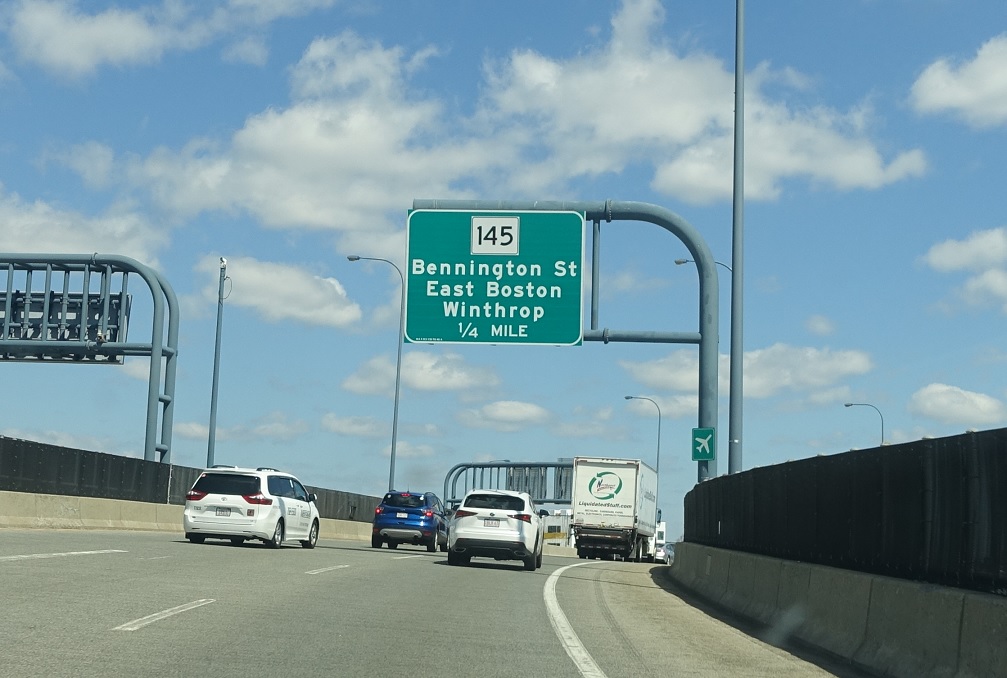 145
Bennington St
East Boston
Winthrop
1/4 MILE
LiquidatedStuff.com